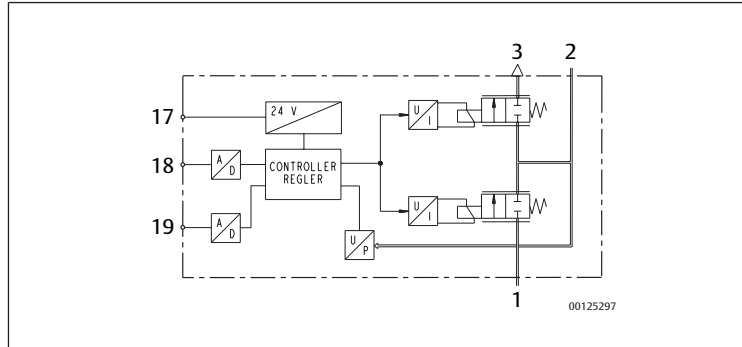 3 2
17
24 V
U
I
18
A
D
CONTROLLER
REGLER
19
A
D
U
I
U
P
1
00125297